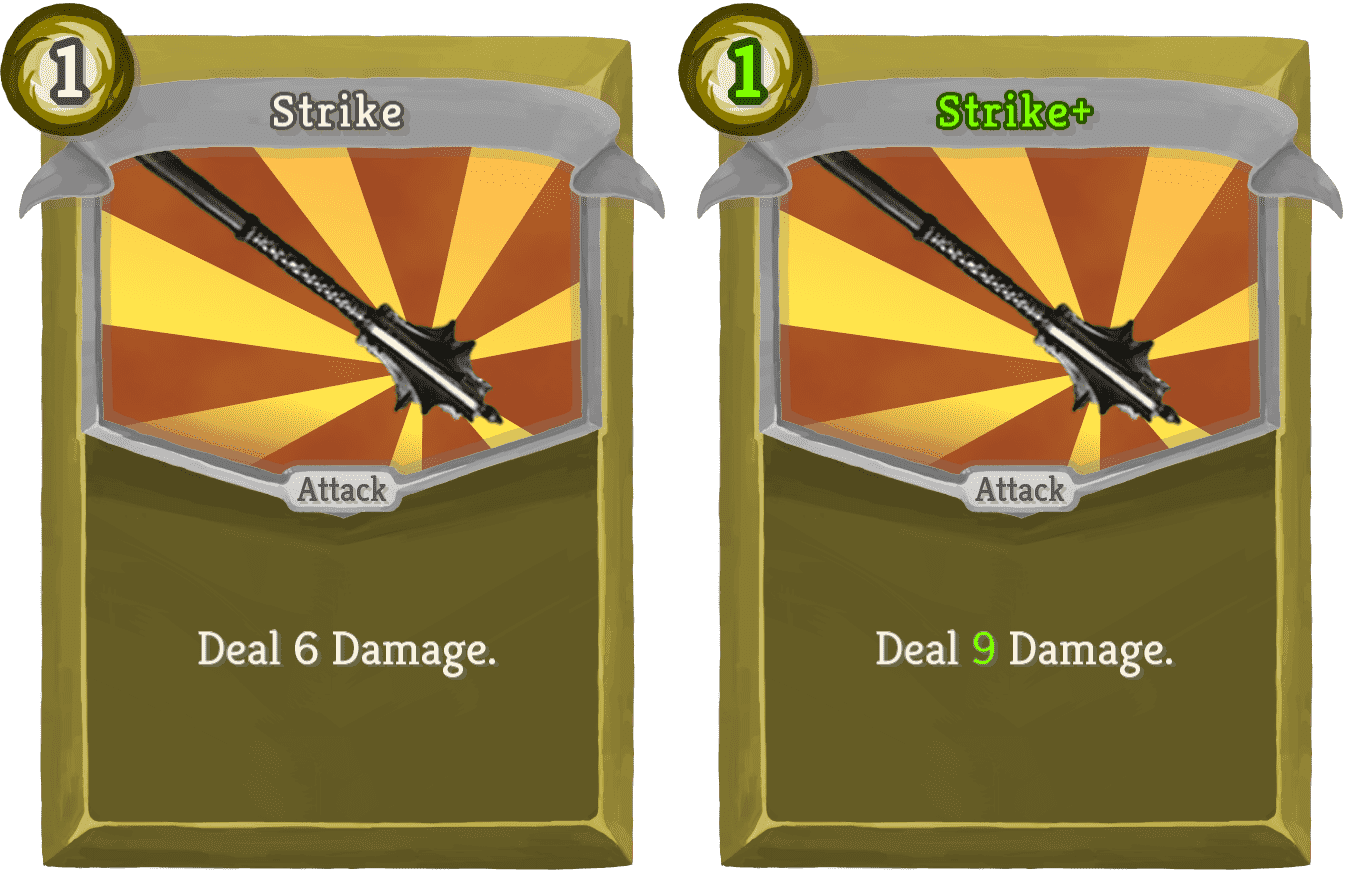 1
Strike
Attack
Deal 6 Damage.
1
Strike+
Attack
Deal 9 Damage.